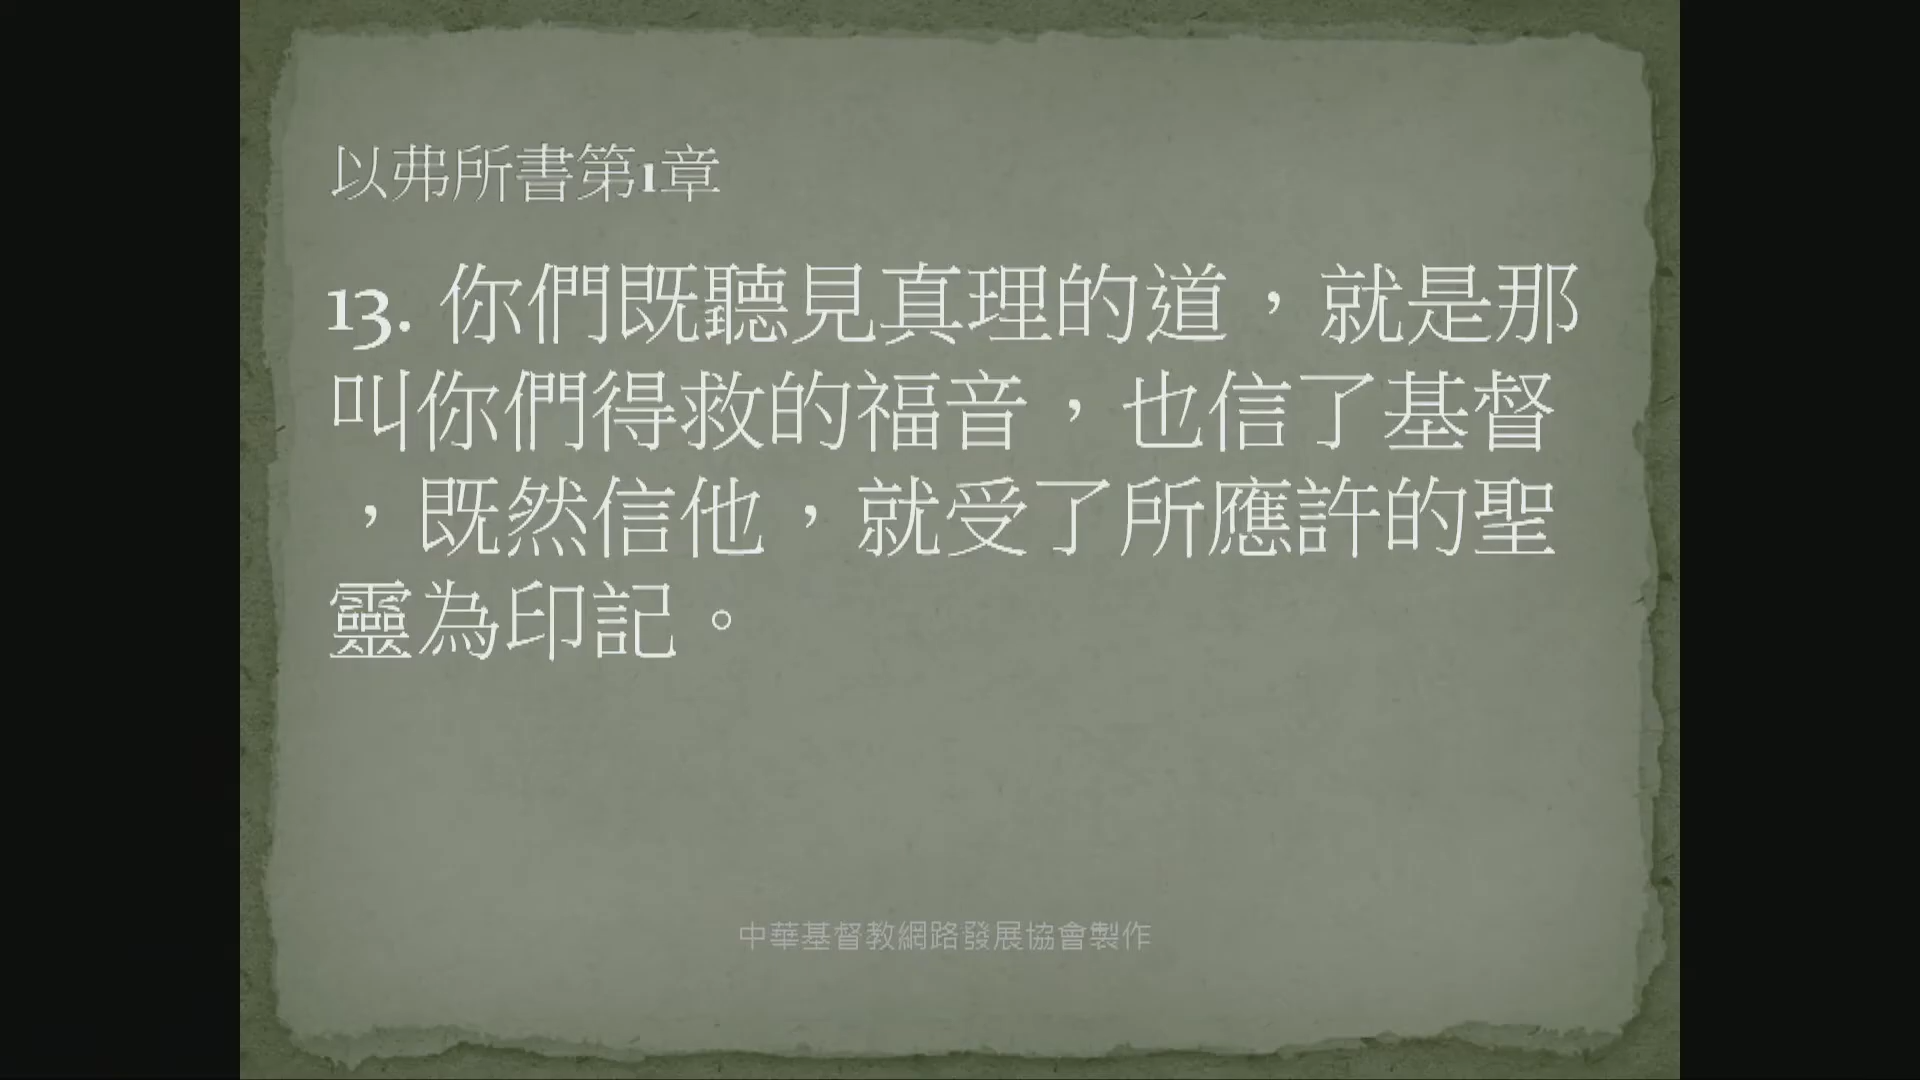 以弗所書第1章
13. 你們既聽見真理的道，就是那
叫你們得救的福音，也信了基督
，既然信他，就受了所應許的聖
靈為印記。
中華基督教網路發展協會製作